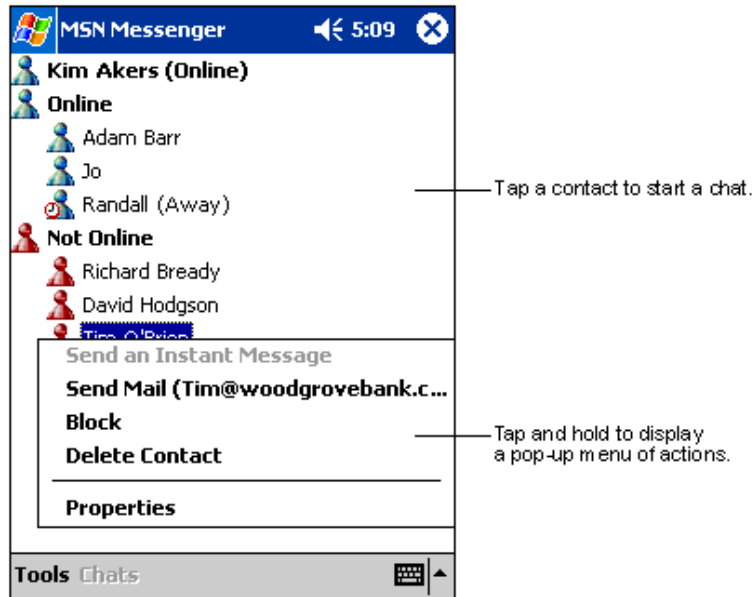 MSN Messenger 5:09
Kim Akers (Online)
Online
Adam Barr
Jo
Randall (Away)
Tap a contact to start a chat.
Not Online
Richard Bready
David Hodgson
Tim O'Brien
Send an Instant Message
Send Mail (Tim@woodgrovebank.c...
Block
Delete Contact
Properties
Tap and hold to display
a pop-up menu of actions.
Tools Chats